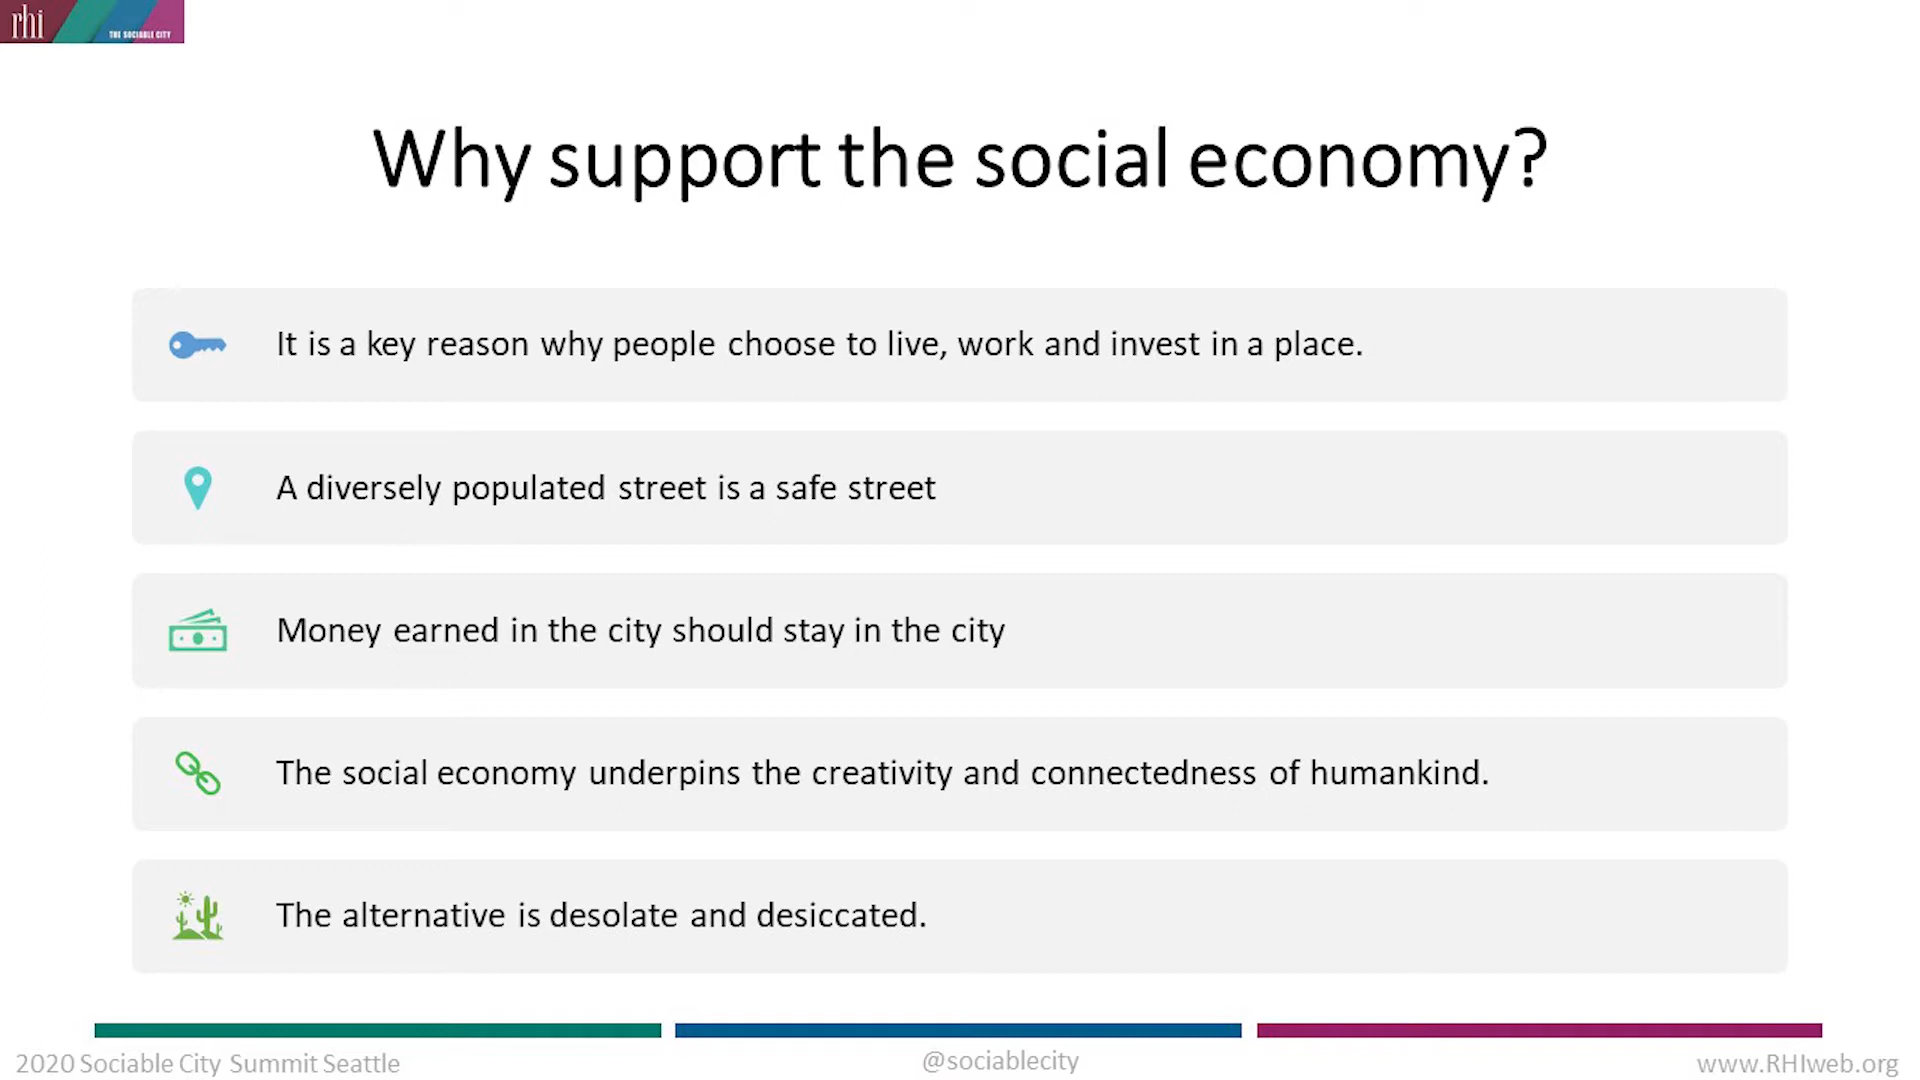 rhi
THE SOCIABLE CITY
Why support the social economy?
It is a key reason why people choose to live, work and invest in a place.
A diversely populated street is a safe street
Money earned in the city should stay in the city
The social economy underpins the creativity and connectedness of humankind.
The alternative is desolate and desiccated.
2020 Sociable City Summit Seattle
@sociablecity
www.RHIweb.org